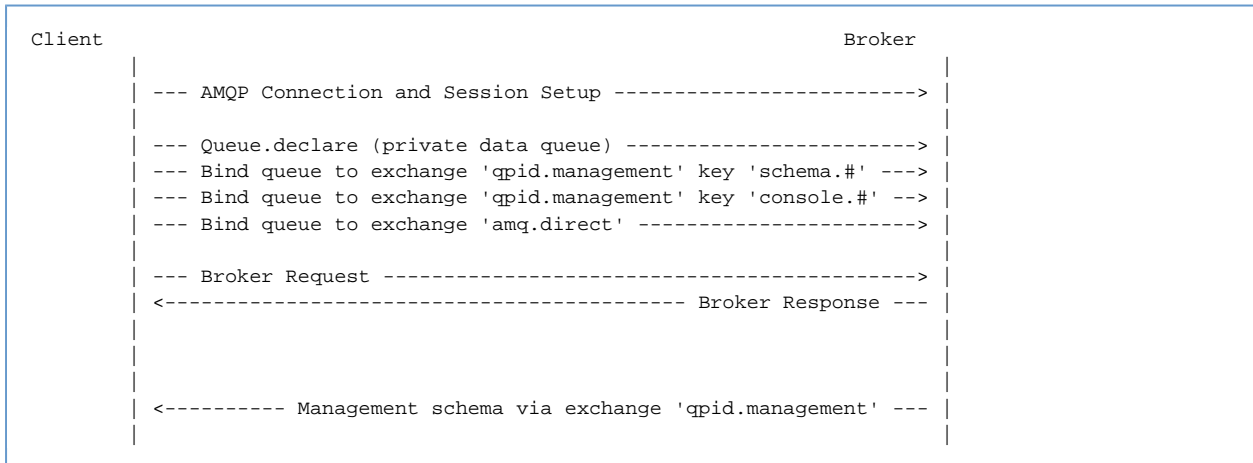 Client                                                             Broker
       |                                                                  |
       | --- AMQP Connection and Session Setup -------------------------> |
       |                                                                  |
       | --- Queue.declare (private data queue) ------------------------> |
       | --- Bind queue to exchange 'qpid.management' key 'schema.#' ---> |
       | --- Bind queue to exchange 'qpid.management' key 'console.#' --> |
       | --- Bind queue to exchange 'amq.direct' -----------------------> |
       |                                                                  |
       | --- Broker Request --------------------------------------------> |
       | <------------------------------------------- Broker Response --- |
       |                                                                  |
       |                                                                  |
       |                                                                  |
       | <---------- Management schema via exchange 'qpid.management' --- |
       |                                                                  |